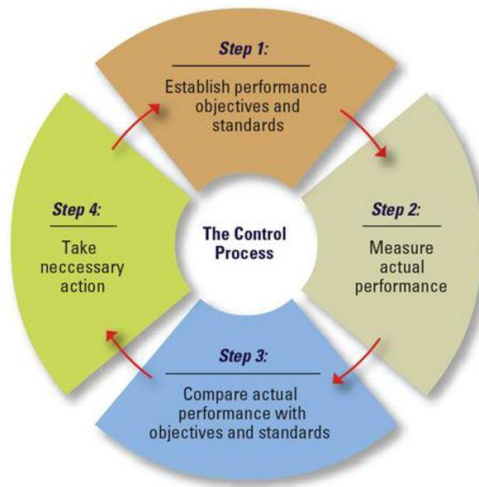 Step 1:
Establish performance
objectives and
standards
Step 2:
Measure
actual
performance
Step 3:
Compare actual
performance with
objectives and standards
Step 4:
Take
neccessary
action
The Control
Process